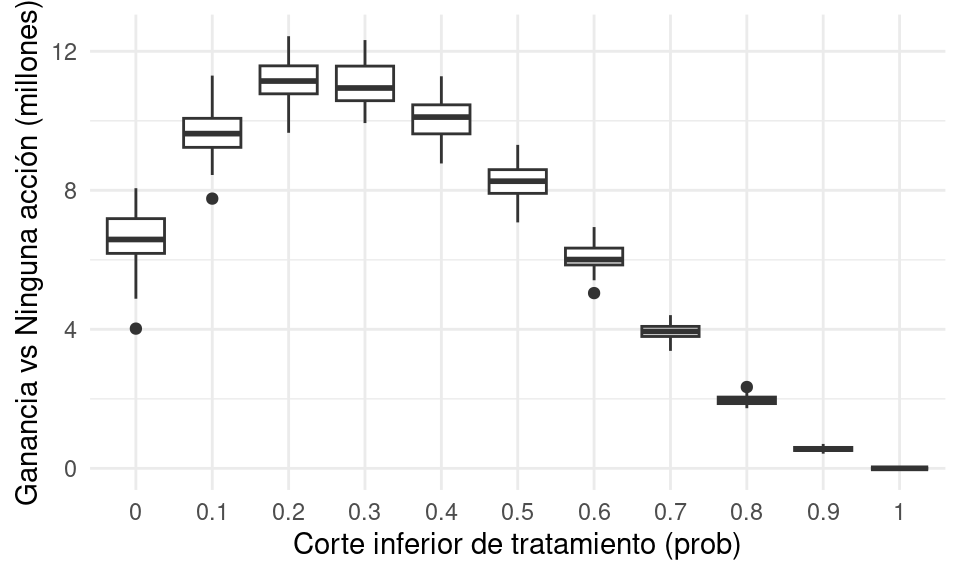 Ganancia vs Ninguna acción (millones)
12
8
4
0
0 0.1 0.2 0.3 0.4 0.5 0.6 0.7 0.8 0.9 1
Corte inferior de tratamiento (prob)